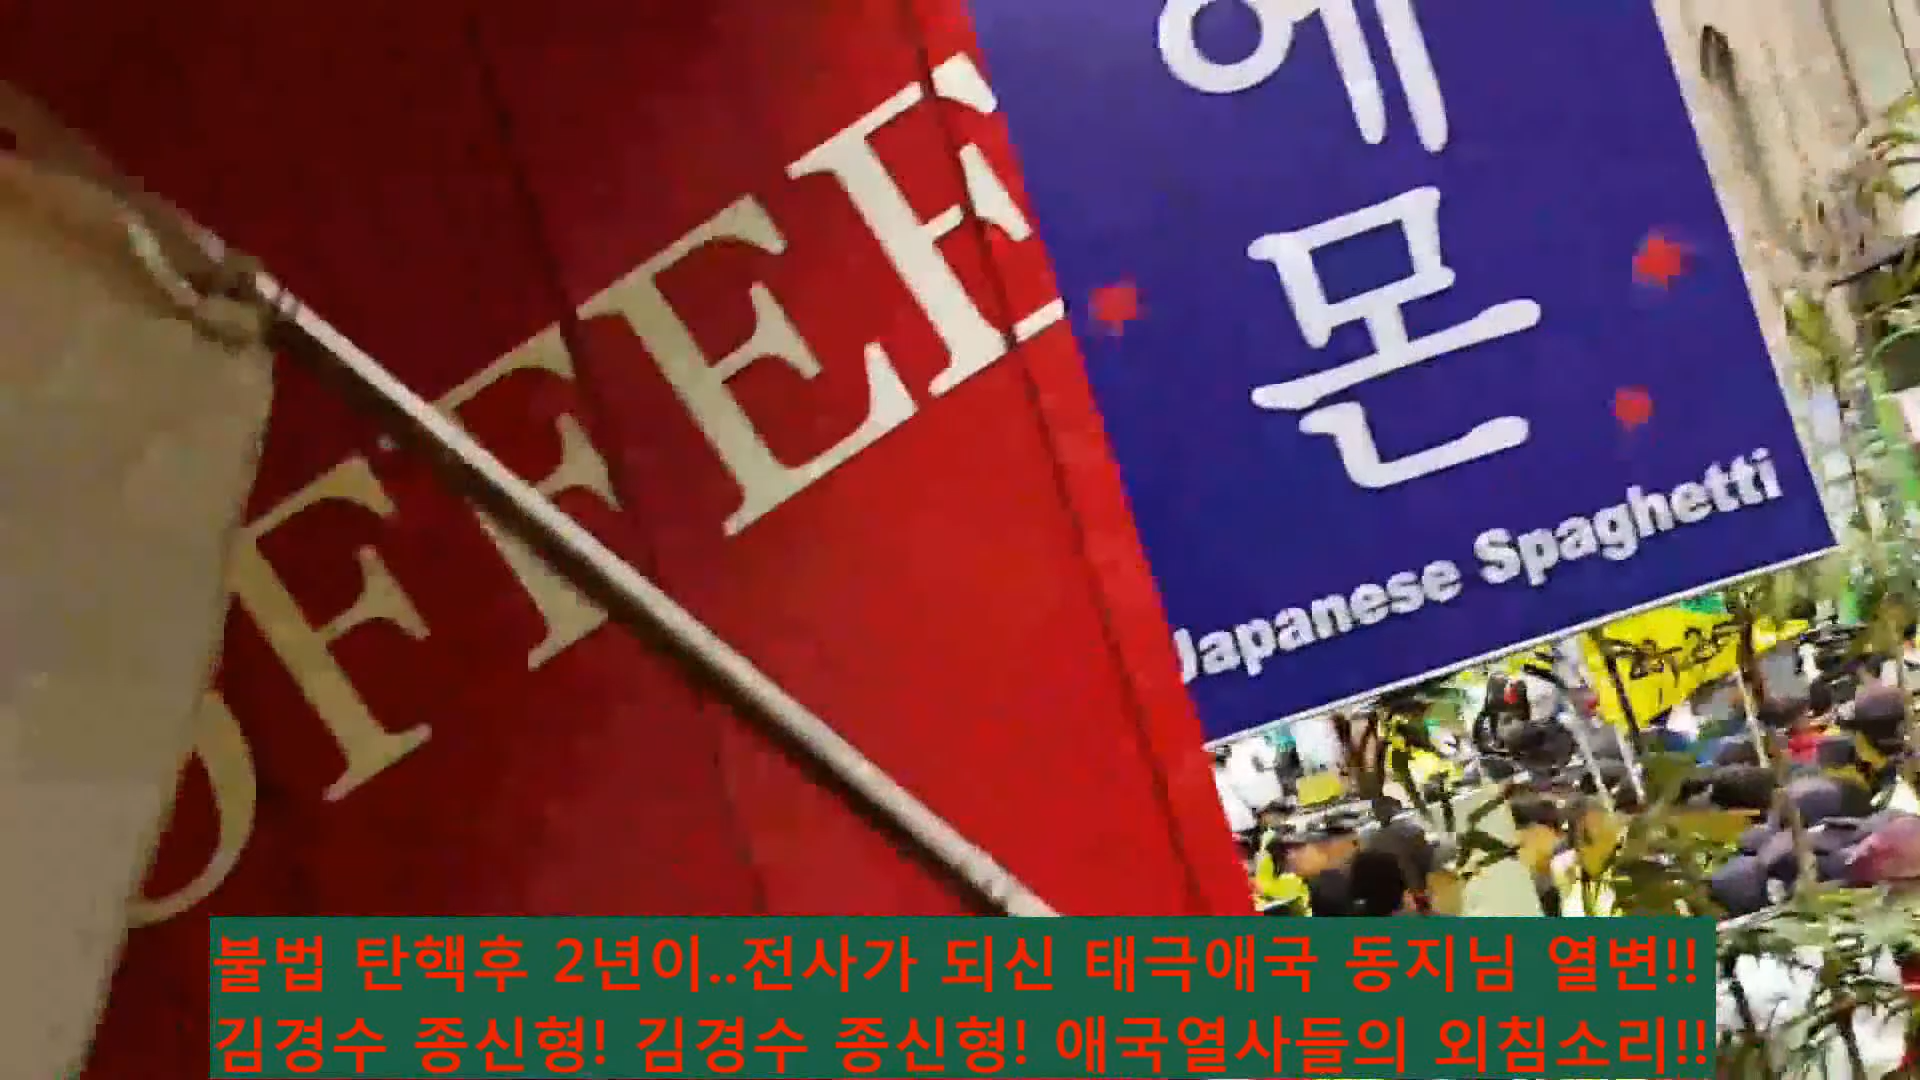 OFFEE
에
몬
Japanese Spaghetti
불법 탄핵후 2년이..전사가 되신 태극애국 동지님 열변!!
김경수 종신형! 김경수 종신형! 애국열사들의 외침소리!!